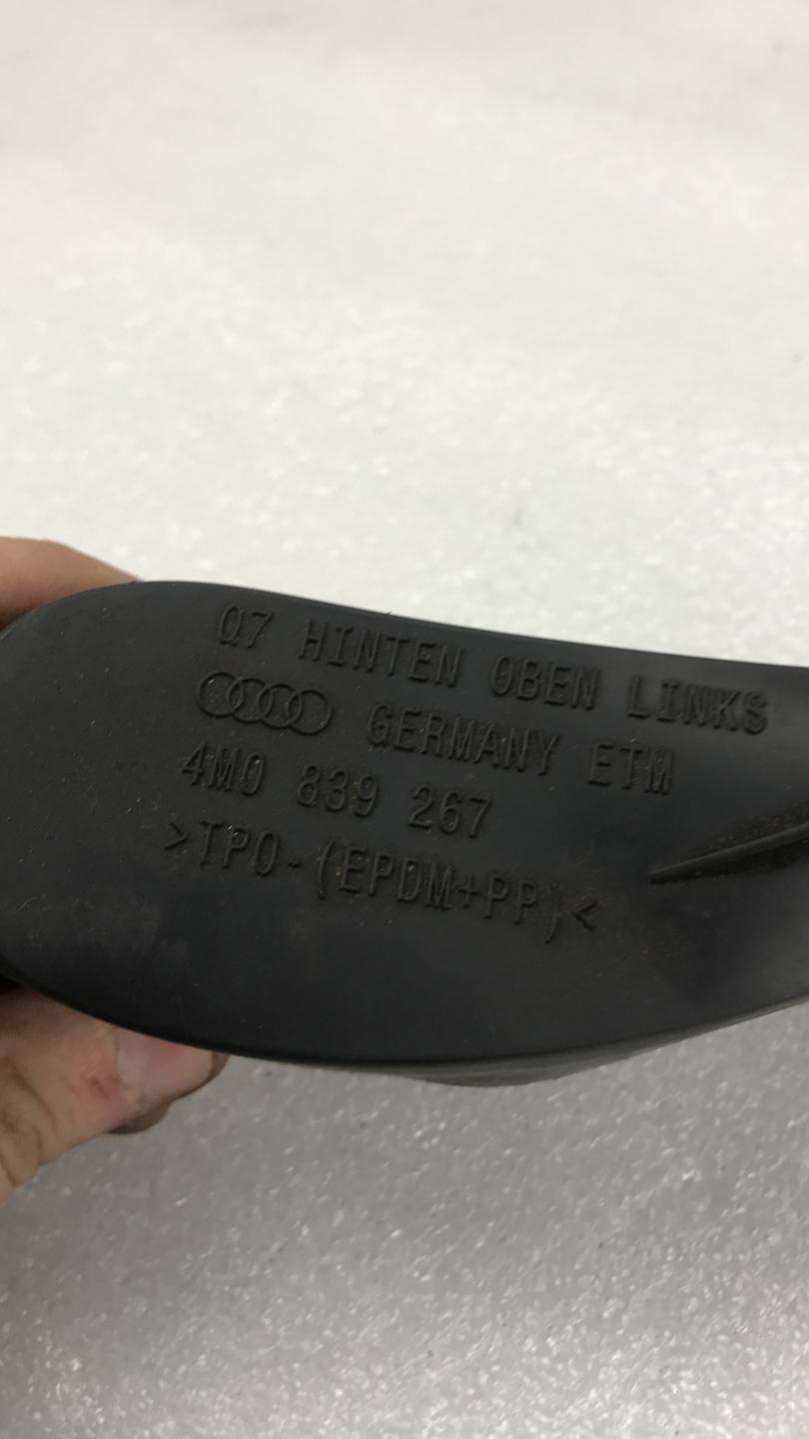 Q7 HINTEN OBEN LINKS
GERMANY ETM
4M0 839 267
>TPO-(EPDM+PP)<